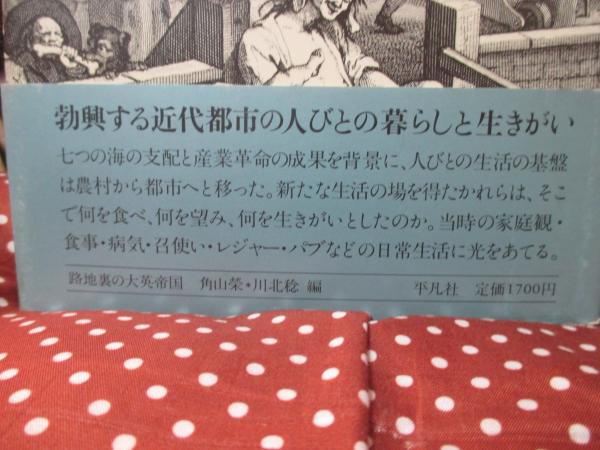 勃興する近代都市の人びとの暮らしと生きがい
七つの海の支配と産業革命の成果を背景に、人びとの生活の基盤
は農村から都市へと移った。新たな生活の場を得たかれらは、そこ
で何を食べ、何を望み、何を生きがいとしたのか。当時の家庭観・
食事・病気・召使い・レジャー・パブなどの日常生活に光をあてる。
路地裏の大英帝国 角山榮・川北稔 編 平凡社 定価1700円